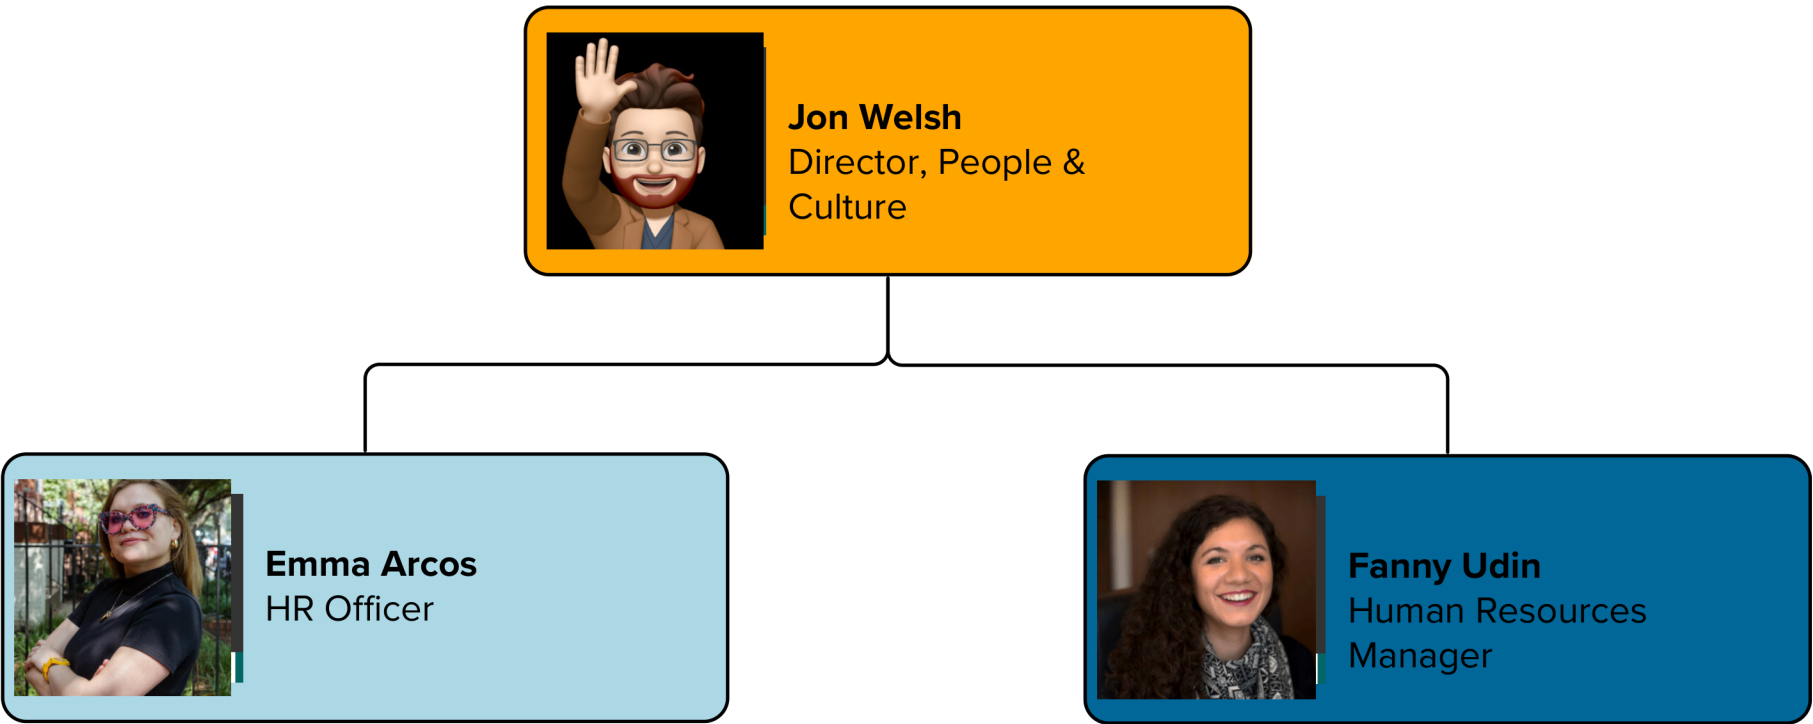 Jon Welsh
Director, People &
Culture
Emma Arcos
HR Officer
Fanny Udin
Human Resources
Manager